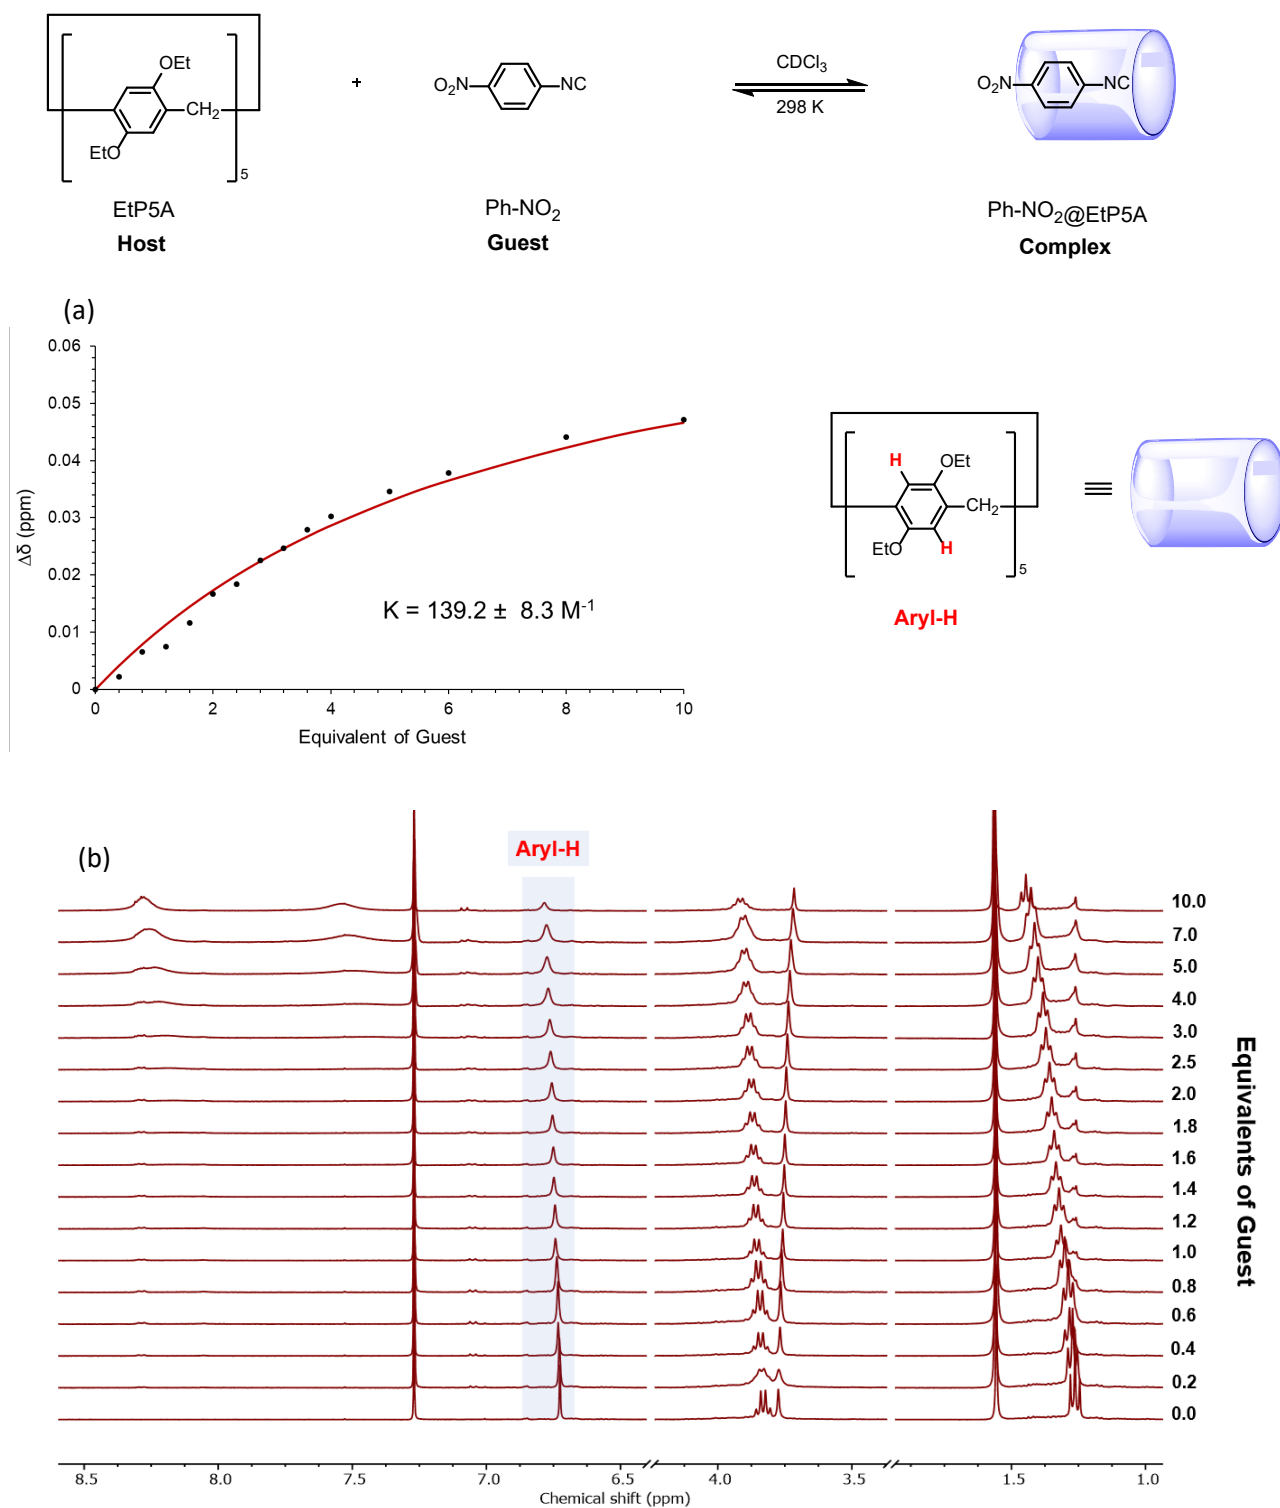 OEt
CDCl3
+
O2N
NC
O2N
NC
CH2
298 K
EtO
5
EtP5A
Ph-NO2
Ph-NO2@EtP5A
Host
Guest
Complex
(a)
0.06
0.05
0.04
0.03
0.02
0.01
0
Δδ (ppm)
K = 139.2 ± 8.3 M-1
0 2 4 6 8 10
Equivalent of Guest
H
OEt
CH2
EtO
H
5
Aryl-H
(b)
Aryl-H
10.0
7.0
5.0
4.0
3.0
2.5
2.0
1.8
1.6
1.4
1.2
1.0
0.8
0.6
0.4
0.2
0.0
Equivalents of Guest
8.5 8.0 7.5 7.0 6.5 4.0 3.5 1.5 1.0
Chemical shift (ppm)